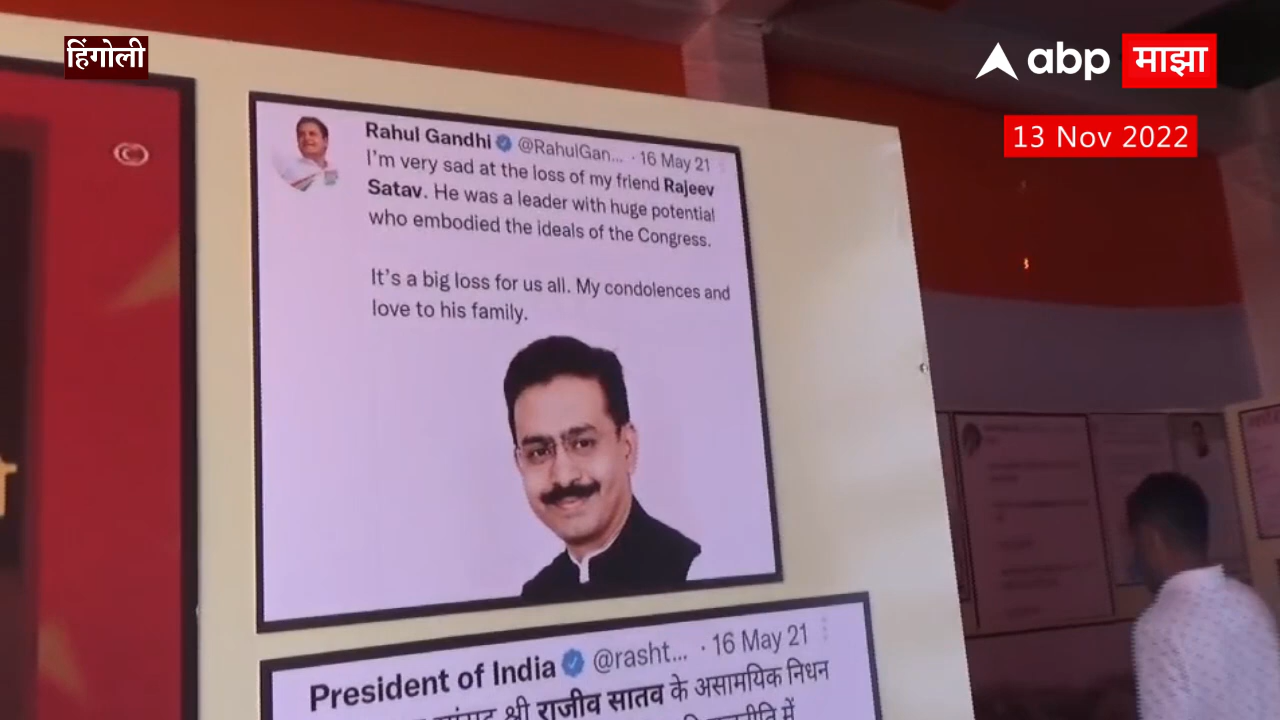 हिंगोली
abp माझा
13 Nov 2022
Rahul Gandhi @RahulGan... · 16 May 21
I'm very sad at the loss of my friend Rajeev
Satav. He was a leader with huge potential
who embodied the ideals of the Congress.
It's a big loss for us all. My condolences and
love to his family.
President of India @rasht... · 16 May 21
श्री राजीव सातव के असामयिक निधन
में